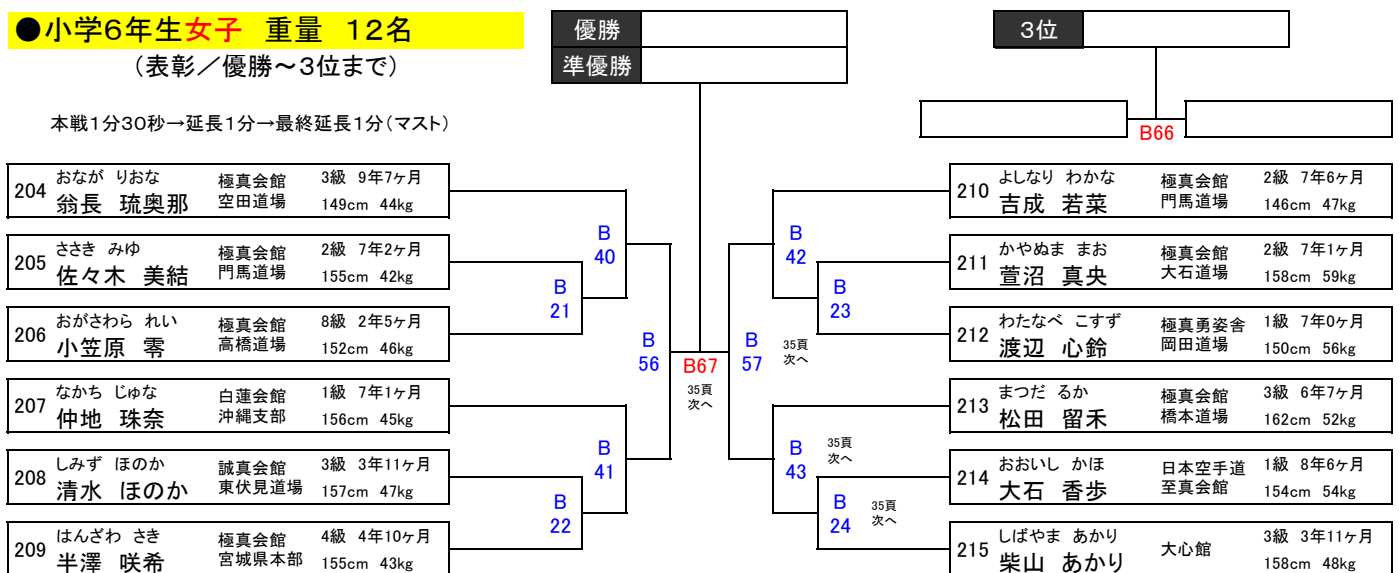 ●小学6年生女子 重量 12名
(表彰／優勝～3位まで)
本戦1分30秒→延長1分→最終延長1分(マスト)
優勝
準優勝
3位
B66
204 おなが りおな 極真会館 3級 9年7ヶ月
翁長 琉奥那 空田道場 149cm 44kg
205 ささき みゆ 極真会館 2級 7年2ヶ月
佐々木 美結 門馬道場 155cm 42kg
206 おがさわら れい 極真会館 8級 2年5ヶ月
小笠原 零 高橋道場 152cm 46kg
207 なかち じゅな 白蓮会館 1級 7年1ヶ月
仲地 珠奈 沖縄支部 156cm 45kg
208 しみず ほのか 誠真会館 3級 3年11ヶ月
清水 ほのか 東伏見道場 157cm 47kg
209 はんざわ さき 極真会館 4級 4年10ヶ月
半澤 咲希 宮城県本部 155cm 43kg
B
40
B
21
B
56
B
41
B
22
B67
35頁
次へ
B
42
B
23
B
57
35頁
次へ
B
43
35頁
次へ
B
24
35頁
次へ
210 よしなり わかな 極真会館 2級 7年6ヶ月
吉成 若菜 門馬道場 146cm 47kg
211 かやぬま まお 極真会館 2級 7年1ヶ月
萱沼 真央 大石道場 158cm 59kg
212 わたなべ こすず 極真勇姿舎 1級 7年0ヶ月
渡辺 心鈴 岡田道場 150cm 56kg
213 まつだ るか 極真会館 3級 6年7ヶ月
松田 留禾 橋本道場 162cm 52kg
214 おおいし かほ 日本空手道 1級 8年6ヶ月
大石 香歩 至真会館 154cm 54kg
215 しばやま あかり 大心館 3級 3年11ヶ月
柴山 あかり 158cm 48kg